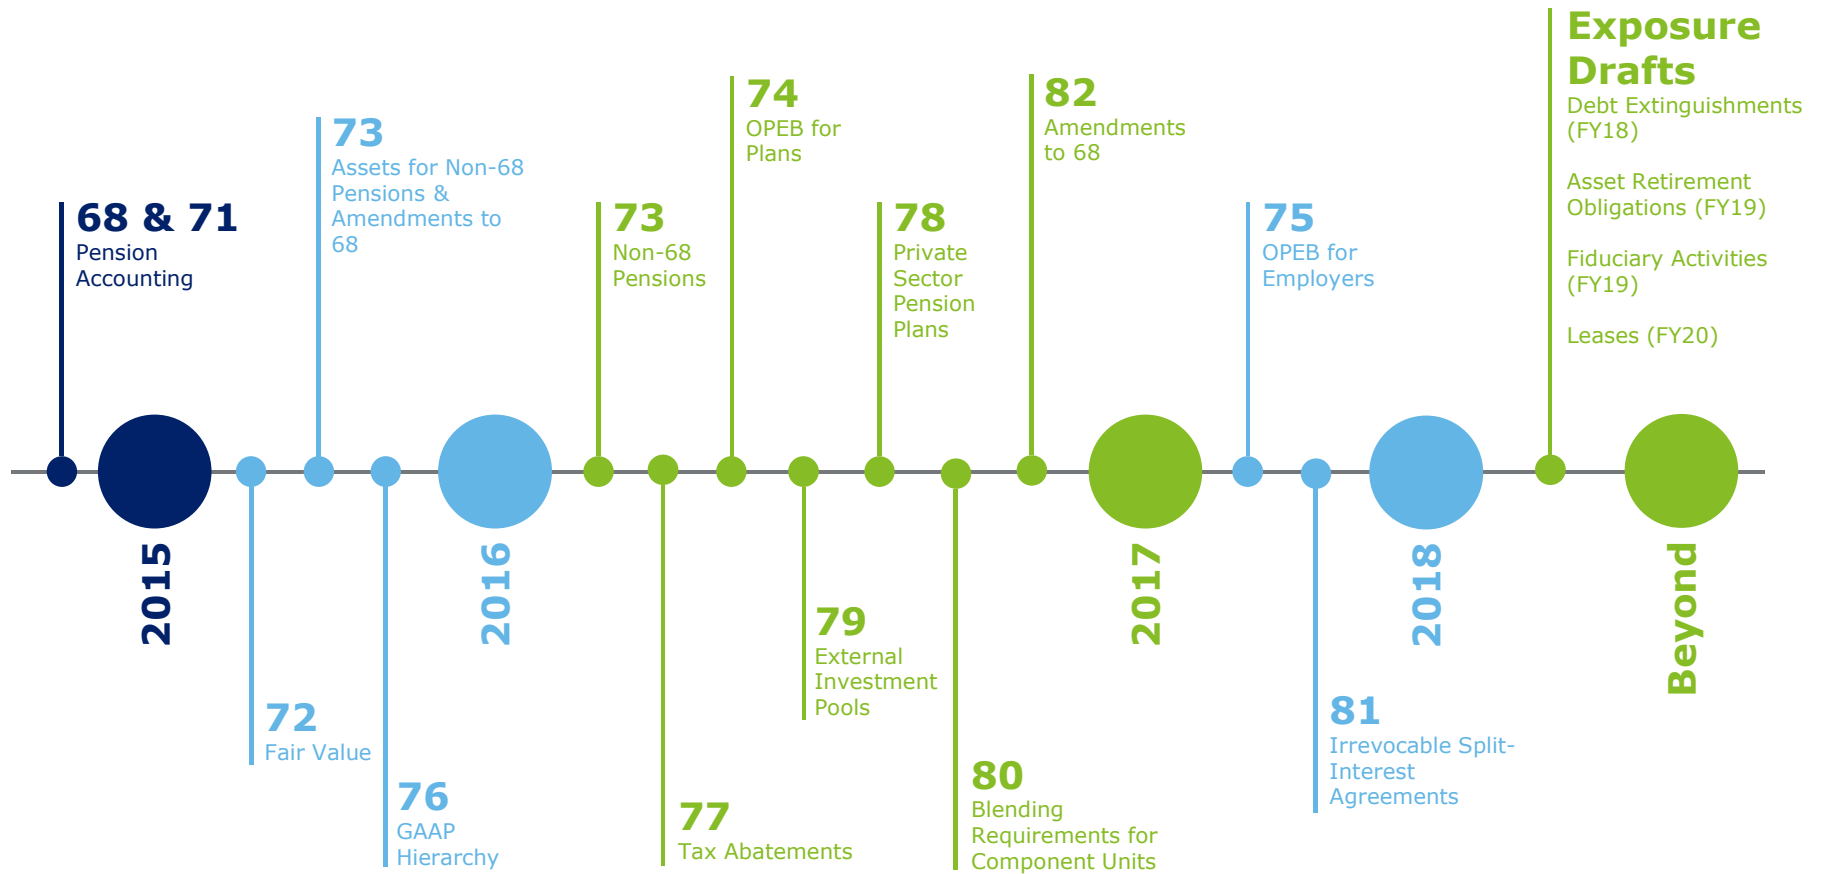 68 & 71
Pension
Accounting
2015
72
Fair Value
73
Assets for Non-68
Pensions &
Amendments to
68
76
GAAP
Hierarchy
2016
73
Non-68
Pensions
77
Tax Abatements
74
OPEB for
Plans
79
External
Investment
Pools
78
Private
Sector
Pension
Plans
80
Blending
Requirements for
Component Units
82
Amendments
to 68
2017
75
OPEB for
Employers
81
Irrevocable Split-
Interest
Agreements
2018
Exposure
Drafts
Debt Extinguishments
(FY18)
Asset Retirement
Obligations (FY19)
Fiduciary Activities
(FY19)
Leases (FY20)
Beyond